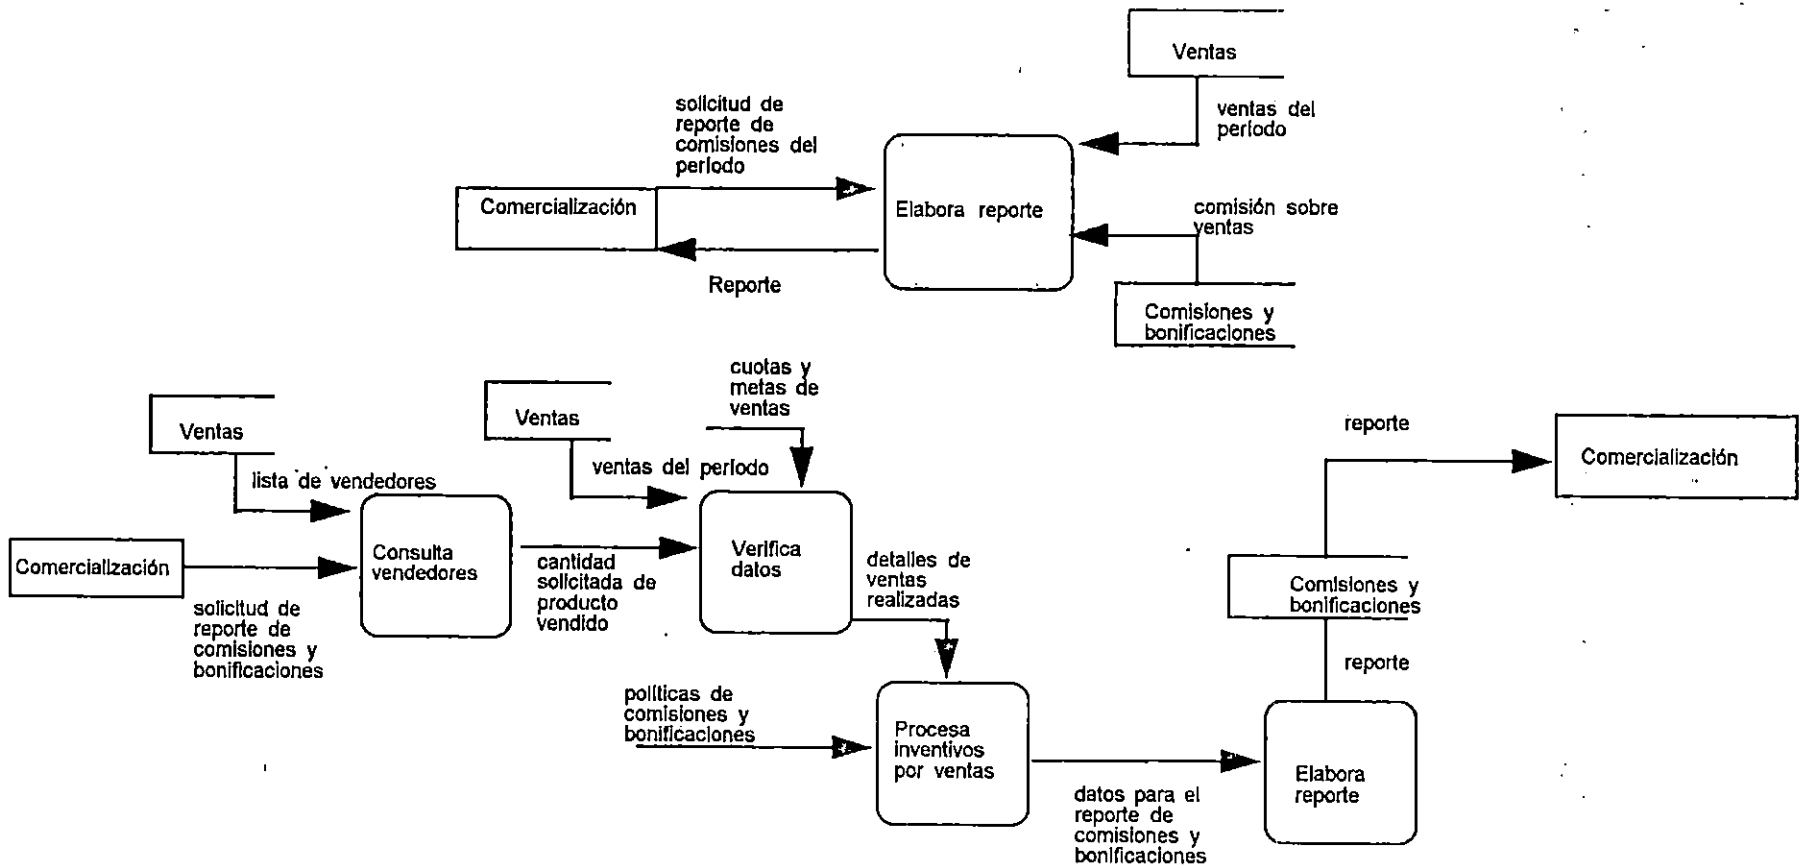 Ventas
solicitud de
reporte de
comisiones del
período
ventas del
período
Comercialización
Elabora reporte
comisión sobre
ventas
Reporte
Comisiones y
bonificaciones
cuotas y
metas de
ventas
Ventas
Ventas
reporte
Comercialización
ventas del período
lista de vendedores
Comercialización
Consulta
vendedores
cantidad
solicitada de
producto
vendido
Verifica
datos
detalles de
ventas
realizadas
Comisiones y
bonificaciones
solicitud de
reporte de
comisiones y
bonificaciones
reporte
políticas de
comisiones y
bonificaciones
Procesa
inventivos
por ventas
Elabora
reporte
datos para el
reporte de
comisiones y
bonificaciones